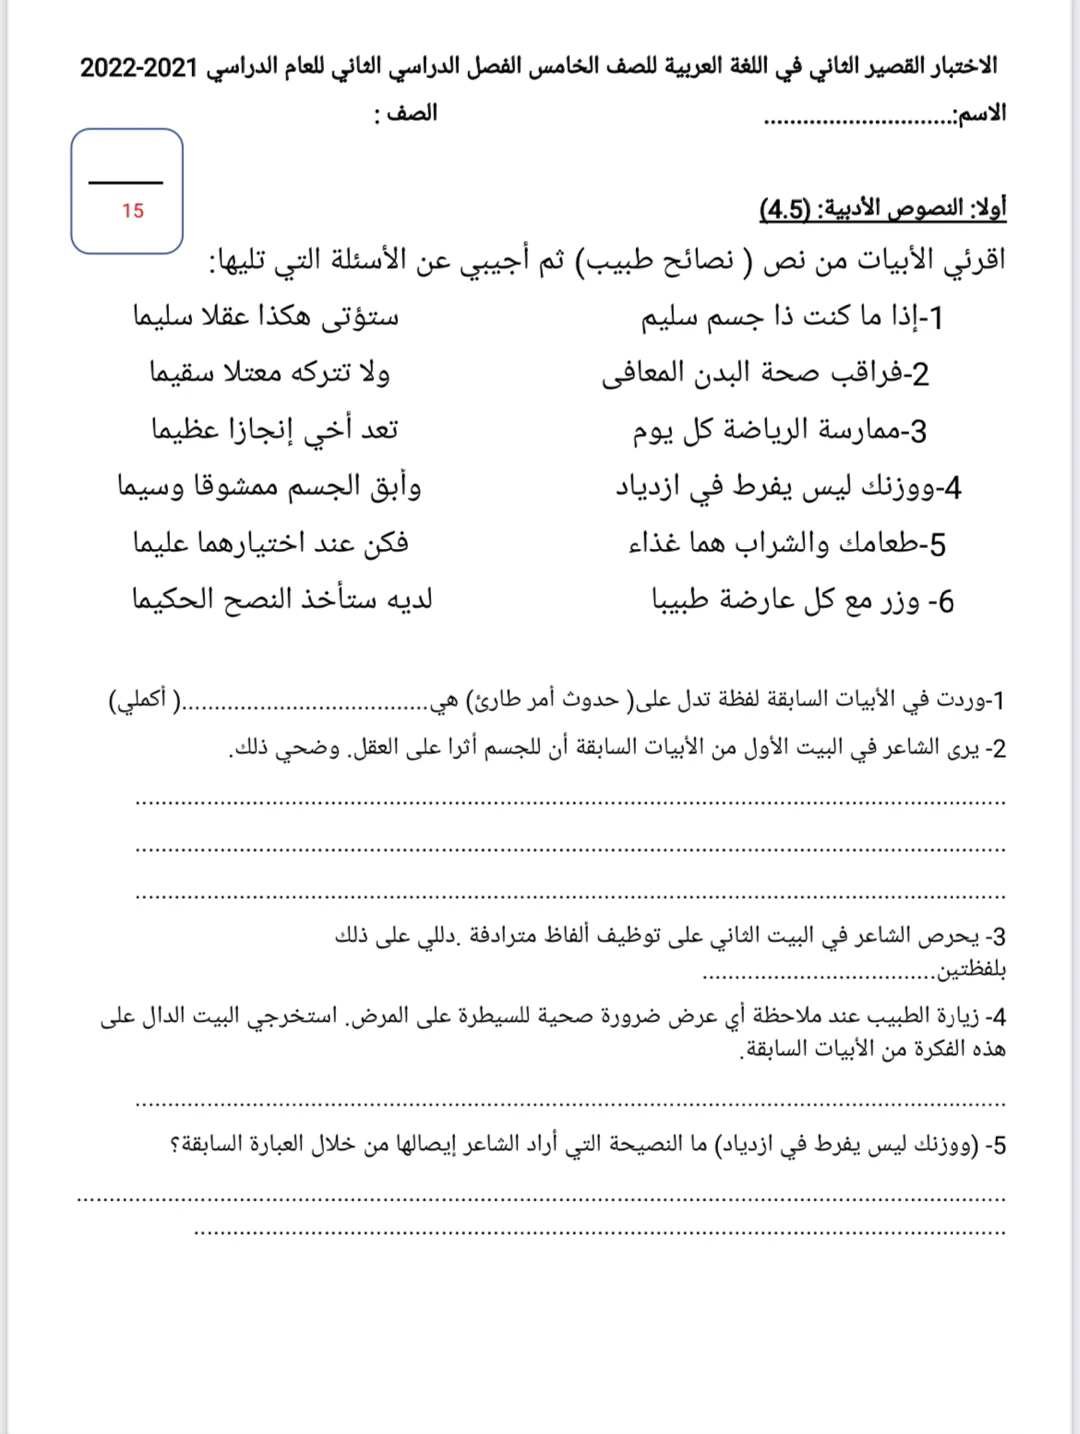 الاختبار القصير الثاني في اللغة العربية للصف الخامس الفصل الدراسي الثاني للعام الدراسي 2021-2022
الاسم:............................. الصف :
15
أولا: النصوص الأدبية: (4.5)
اقرئي الأبيات من نص ( نصائح طبيب) ثم أجيبي عن الأسئلة التي تليها:
1-إذا ما كنت ذا جسم سليم ستؤتى هكذا عقلا سليما
2-فراقب صحة البدن المعافى ولا تتركه معتلا سقيما
3-ممارسة الرياضة كل يوم تعد أخي إنجازا عظيما
4-ووزنك ليس يفرط في ازدياد وأبق الجسم ممشوقا وسيما
5-طعامك والشراب هما غذاء فكن عند اختيارهما عليما
6- وزر مع كل عارضة طبيبا لديه ستأخذ النصح الحكيما
1-وردت في الأبيات السابقة لفظة تدل على( حدوث أمر طارئ) هي......................................( أكملي)
2- يرى الشاعر في البيت الأول من الأبيات السابقة أن للجسم أثرا على العقل. وضحي ذلك.
3- يحرص الشاعر في البيت الثاني على توظيف ألفاظ مترادفة. دللي على ذلك
بلفظتين....................................
4- زيارة الطبيب عند ملاحظة أي عرض ضرورة صحية للسيطرة على المرض. استخرجي البيت الدال على
هذه الفكرة من الأبيات السابقة.
5- (ووزنك ليس يفرط في ازدياد) ما النصيحة التي أراد الشاعر إيصالها من خلال العبارة السابقة؟